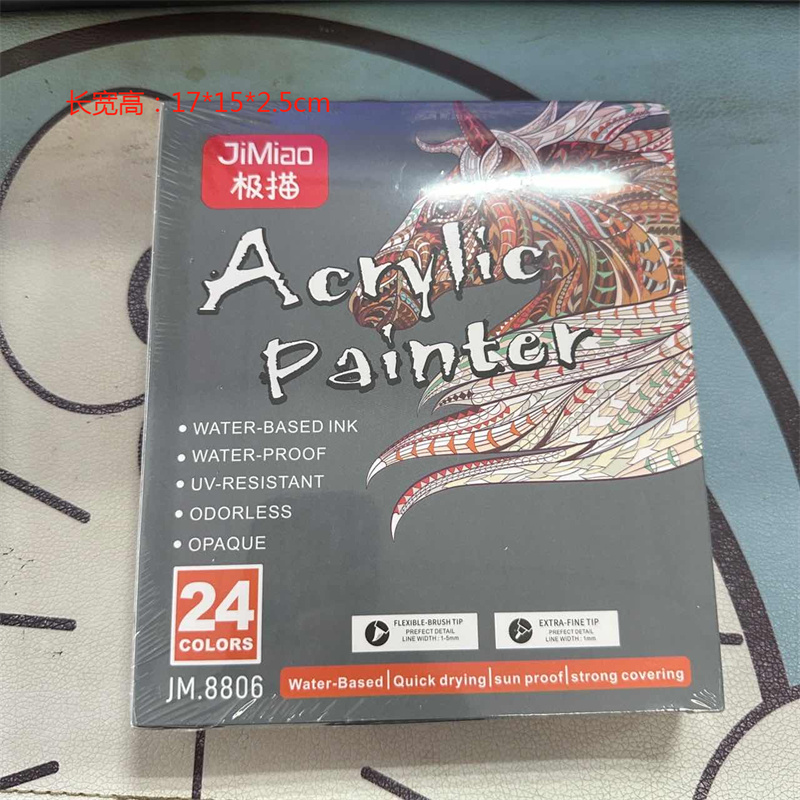 长宽高：17*15*2.5cm
JiMiao
极描
Acrylic
Painter
• WATER-BASED INK
• WATER-PROOF
• UV-RESISTANT
• ODORLESS
• OPAQUE
24
COLORS
JM.8806
FLEXIBLE-BRUSH TIP
PREFECT DETAIL
LINE WIDTH : 1-5mm
EXTRA-FINE TIP
PREFECT DETAIL
LINE WIDTH : 1mm
Water-Based|Quick drying|sun proof|strong covering